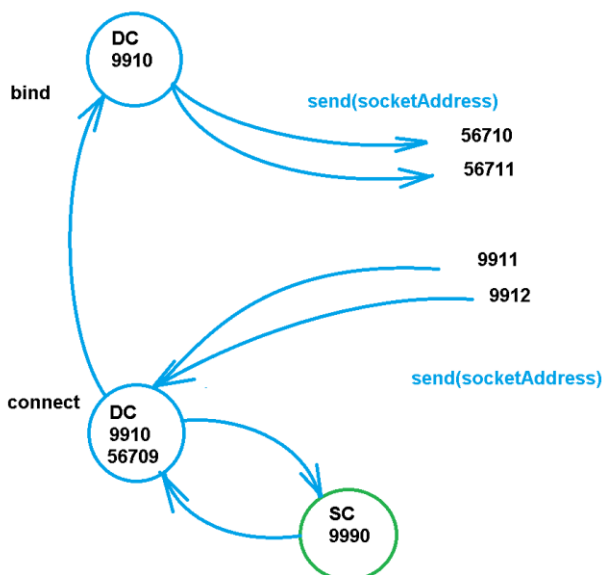 DC
9910
bind
send(socketAddress)
56710
56711
9911
9912
send(socketAddress)
connect
DC
9910
56709
SC
9990